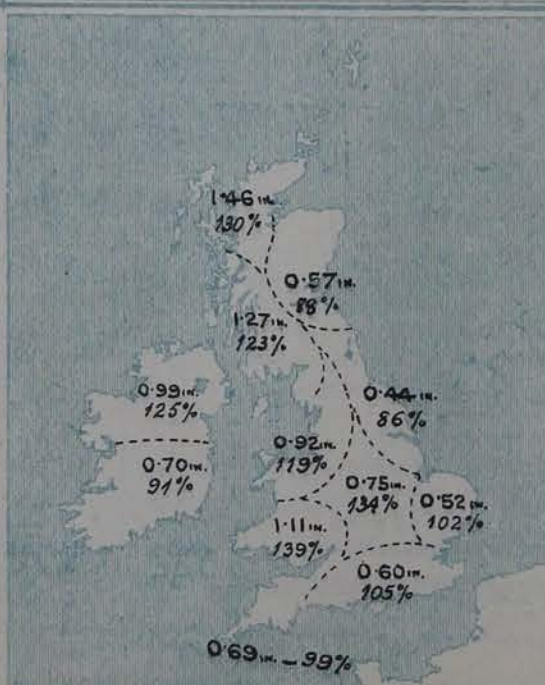 1.46 IN.
130%
0.57 IN.
88%
1.27 IN.
123%
0.99 IN.
125%
0.44 IN.
86%
0.92 IN.
119%
0.70 IN.
91%
0.75 IN.
134%
0.52 IN.
102%
1.11 IN.
139%
0.60 IN.
105%
0.69 IN. - 99%